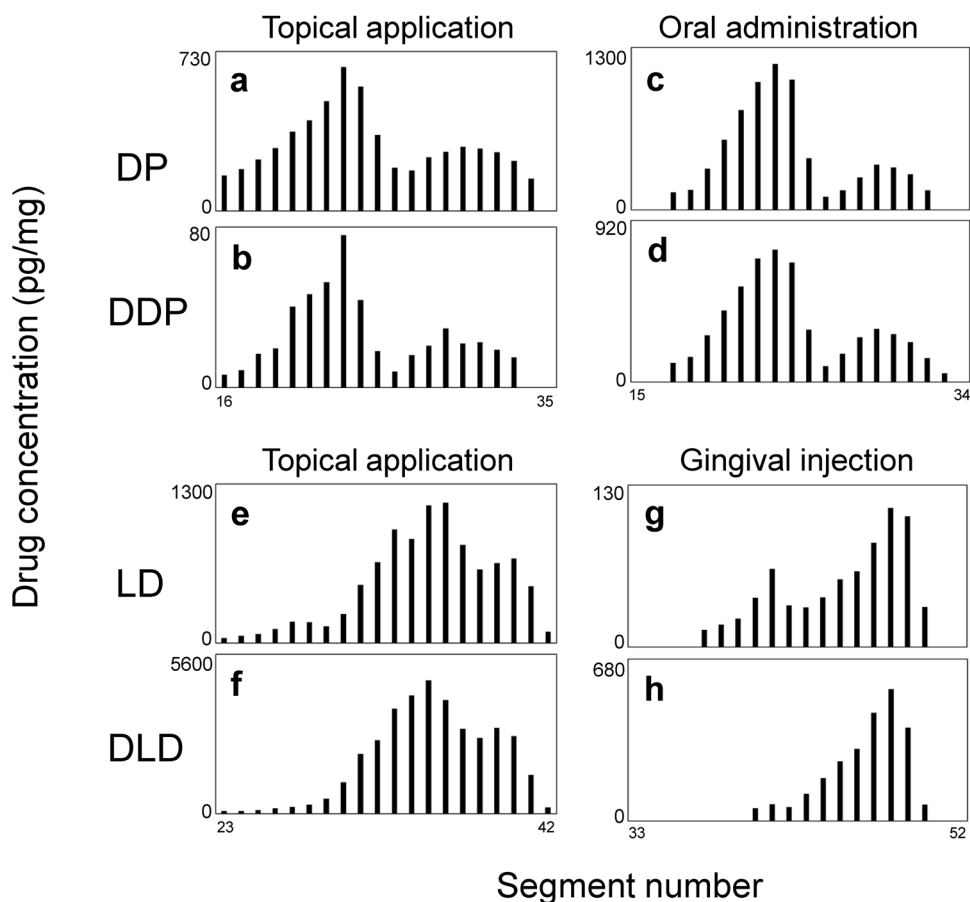 Topical application
Oral administration
730
a
0
1300
c
0
DP
80
b
0
16
35
920
d
0
15
34
DDP
Drug concentration (pg/mg)
Topical application
Gingival injection
1300
e
0
130
g
0
LD
5600
f
0
23
42
680
h
0
33
52
DLD
Segment number